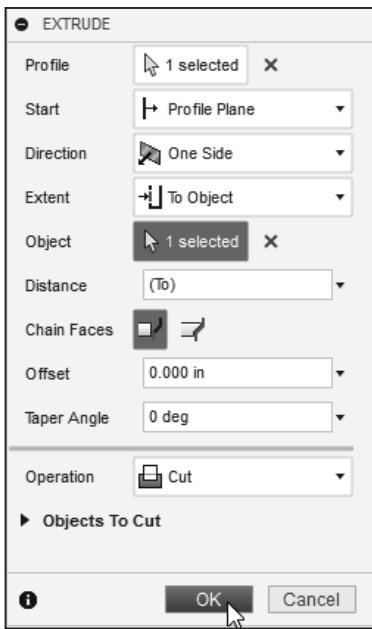 EXTRUDE
Profile 1 selected
Start Profile Plane
Direction One Side
Extent To Object
Object 1 selected
Distance (To)
Chain Faces
Offset 0.000 in
Taper Angle 0 deg
Operation Cut
Objects To Cut
OK Cancel